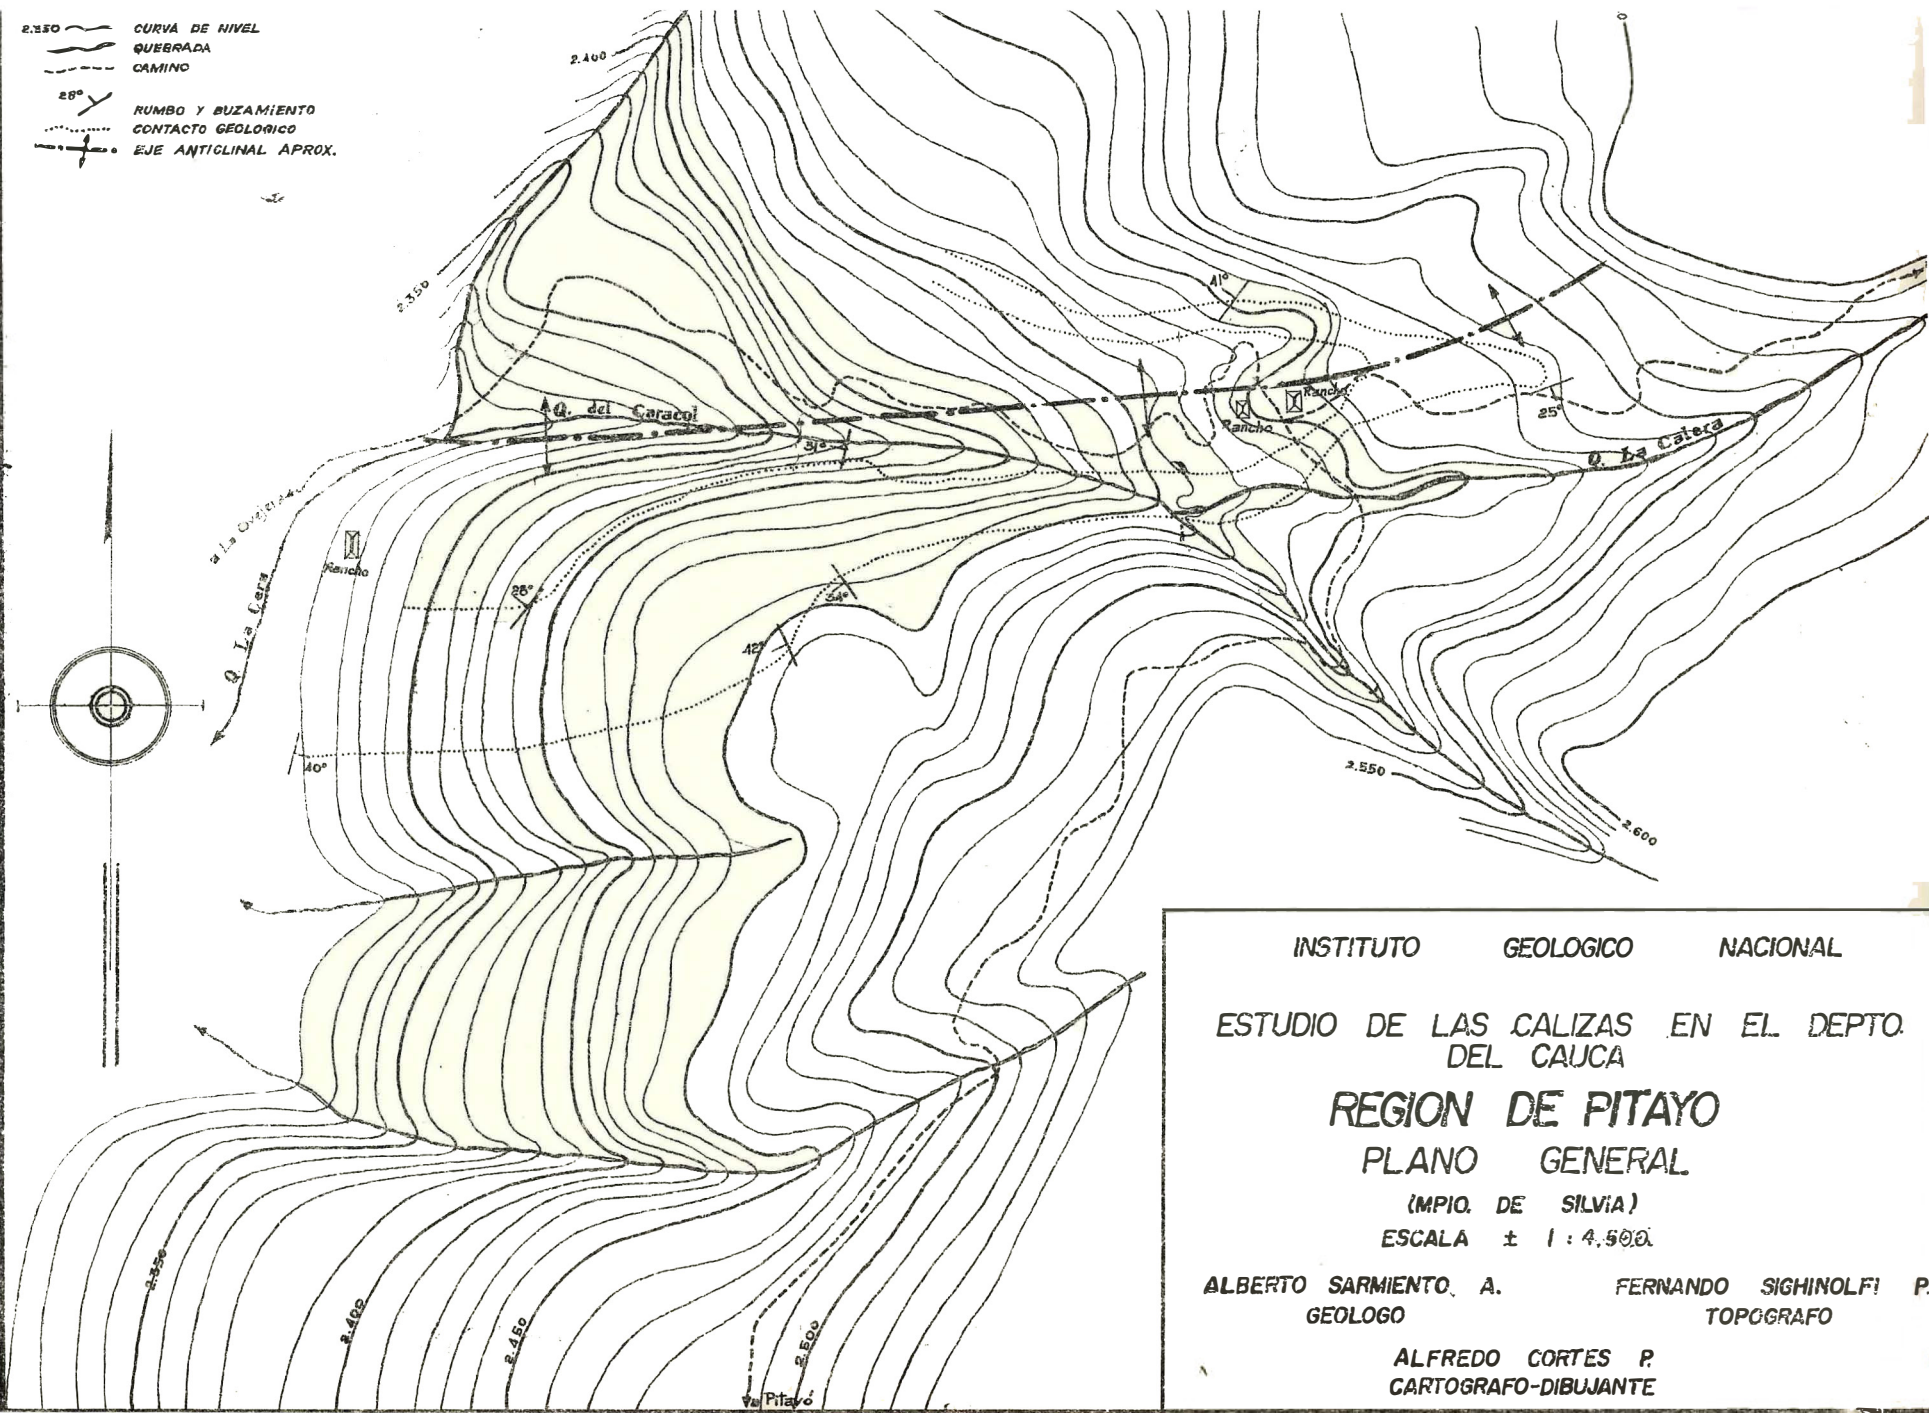 2.350 CURVA DE NIVEL
QUEBRADA
CAMINO
28° RUMBO Y BUZAMIENTO
CONTACTO GEOLOGICO
EJE ANTICLINAL APROX.
2.400
2.350
41°
Q. del Caracol
31°
Rancho
Rancho
25°
Q. La Calera
a La
Rancho
Q. La Cera
28°
34°
42°
40°
2.550
2.600
2.350
2.400
2.450
2.500
a Pitayó
INSTITUTO GEOLOGICO NACIONAL
ESTUDIO DE LAS CALIZAS EN EL DEPTO.
DEL CAUCA
REGION DE PITAYO
PLANO GENERAL
(MPIO. DE SILVIA)
ESCALA ± 1 : 4.500
ALBERTO SARMIENTO A. FERNANDO SIGHINOLFI P.
GEOLOGO TOPOGRAFO
ALFREDO CORTES P.
CARTOGRAFO-DIBUJANTE